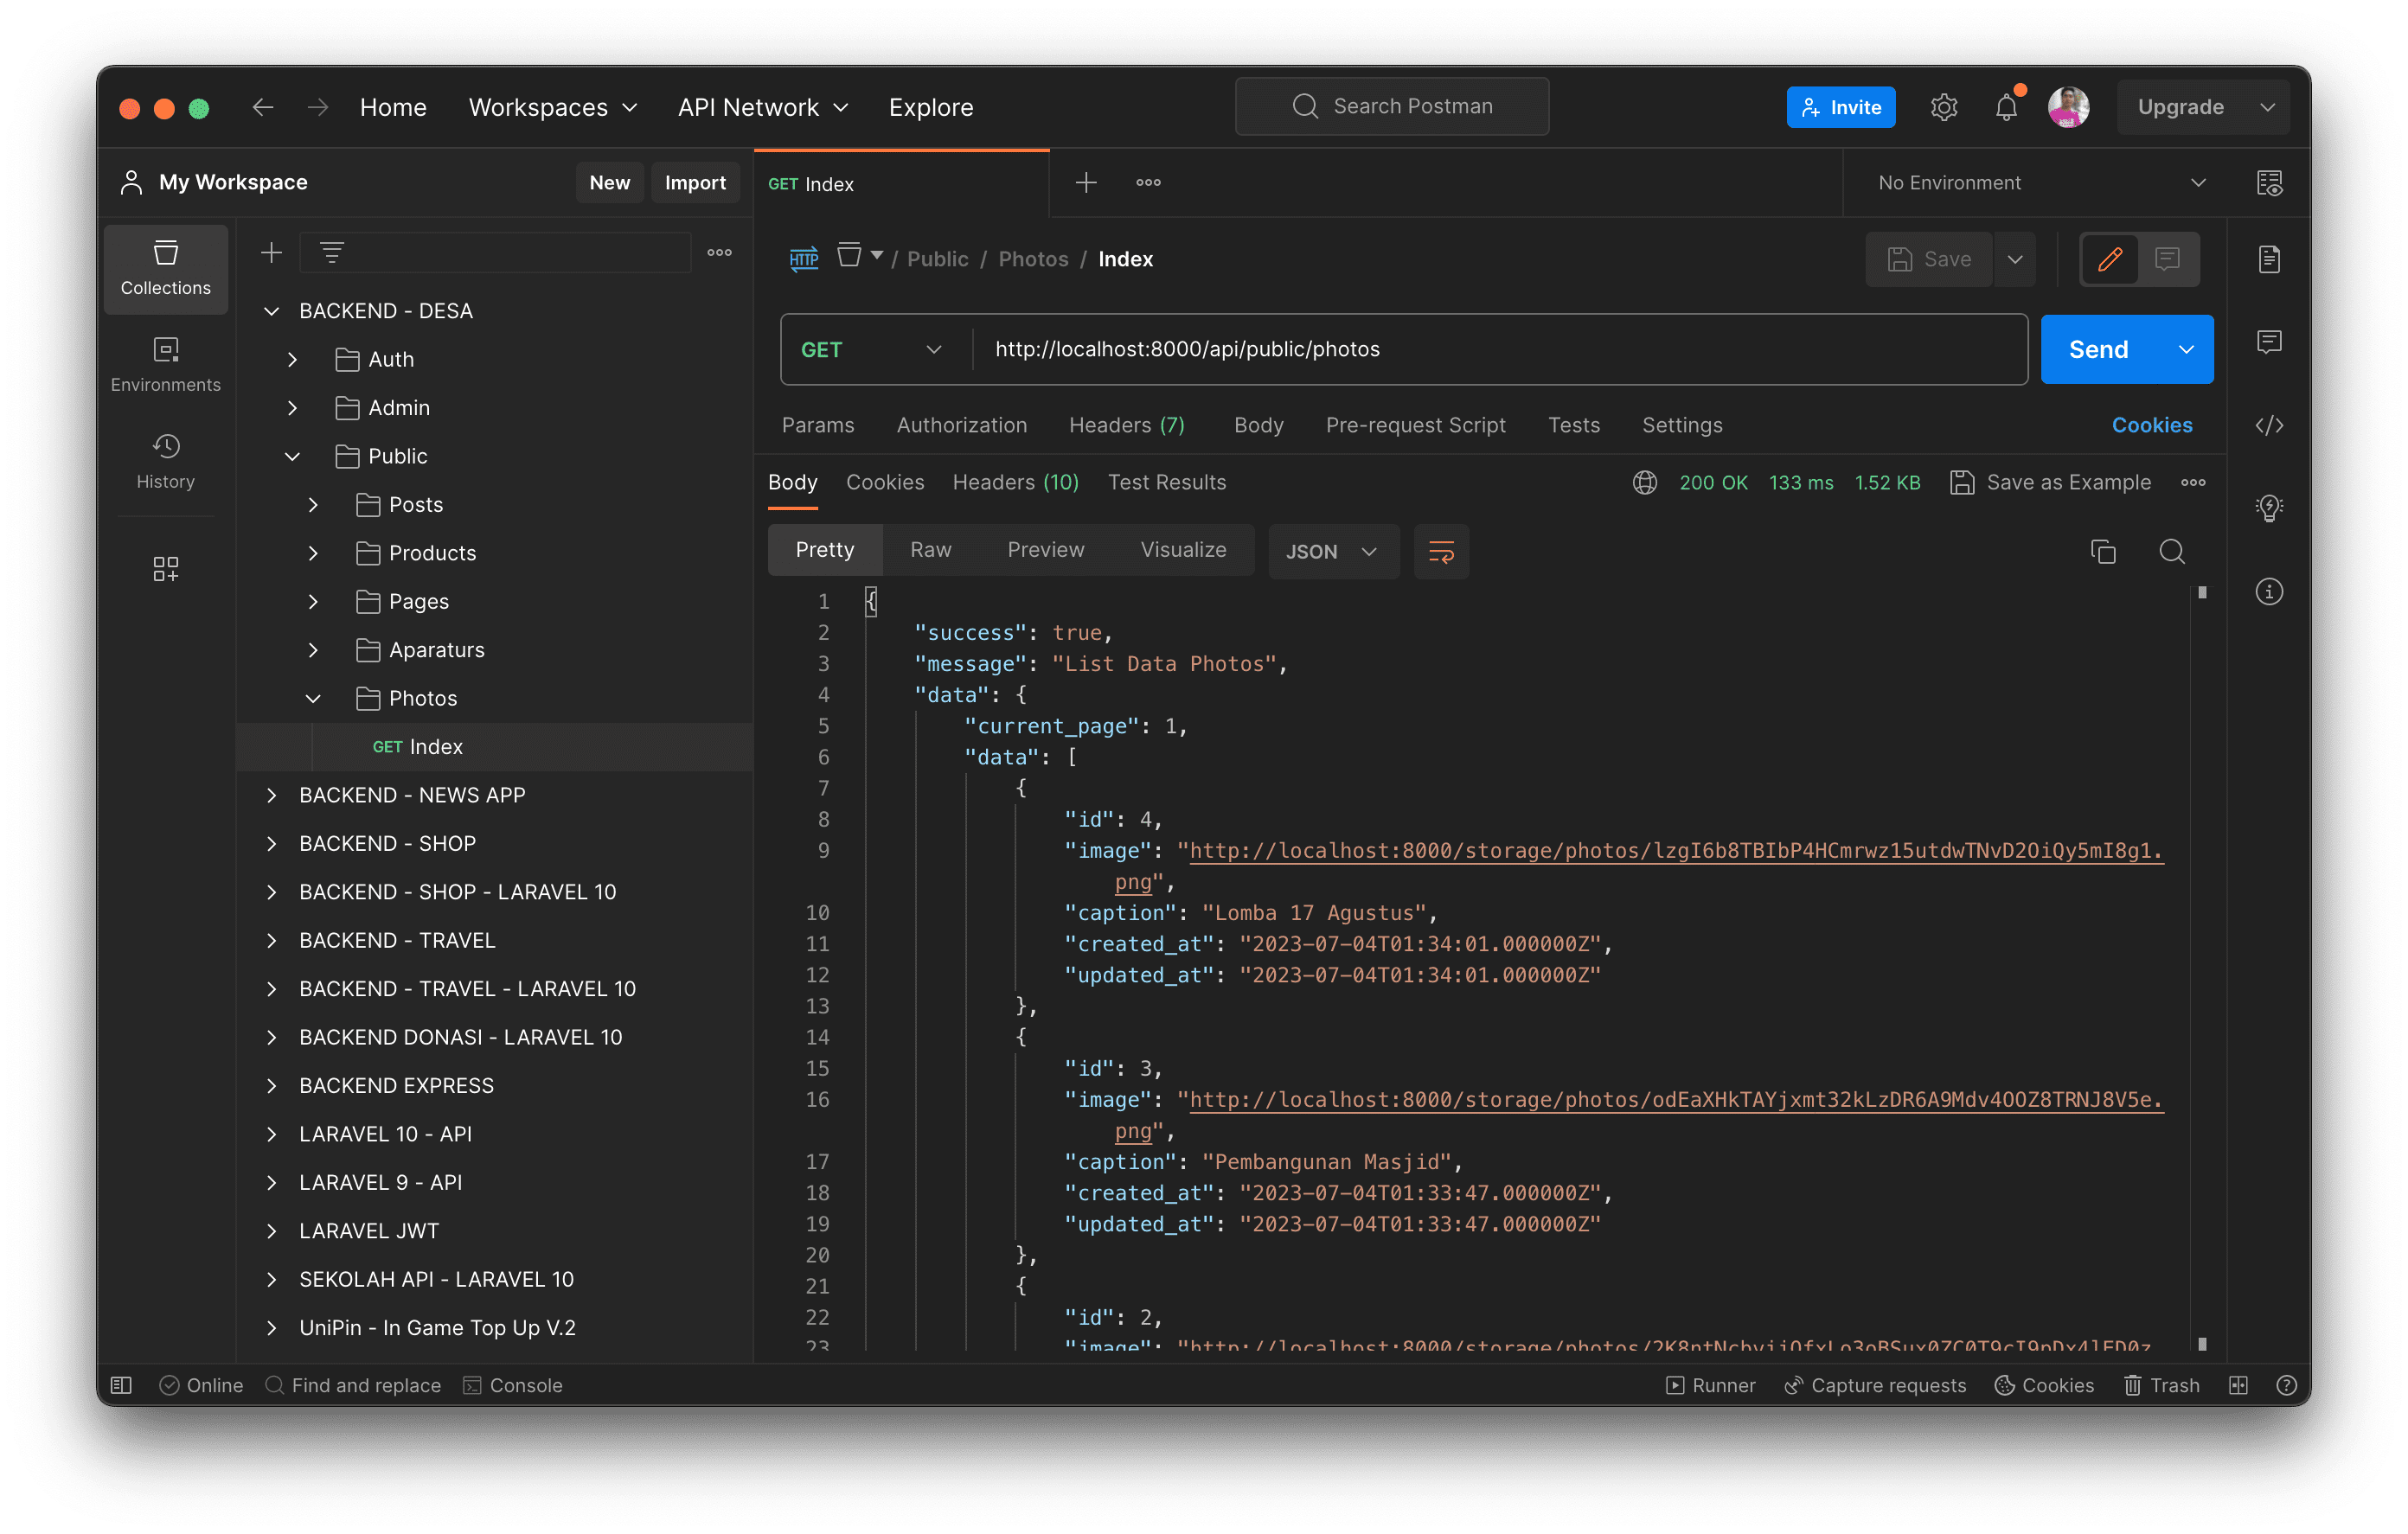 Home Workspaces API Network Explore Search Postman Invite Upgrade
My Workspace New Import GET Index No Environment
Collections
Environments
History
BACKEND - DESA
Auth
Admin
Public
Posts
Products
Pages
Aparaturs
Photos
GET Index
BACKEND - NEWS APP
BACKEND - SHOP
BACKEND - SHOP - LARAVEL 10
BACKEND - TRAVEL
BACKEND - TRAVEL - LARAVEL 10
BACKEND DONASI - LARAVEL 10
BACKEND EXPRESS
LARAVEL 10 - API
LARAVEL 9 - API
LARAVEL JWT
SEKOLAH API - LARAVEL 10
UniPin - In Game Top Up V.2
HTTP / Public / Photos / Index Save
GET http://localhost:8000/api/public/photos Send
Params Authorization Headers (7) Body Pre-request Script Tests Settings Cookies
Body Cookies Headers (10) Test Results 200 OK 133 ms 1.52 KB Save as Example
Pretty Raw Preview Visualize JSON
1 {
2 "success": true,
3 "message": "List Data Photos",
4 "data": {
5 "current_page": 1,
6 "data": [
7 {
8 "id": 4,
9 "image": "http://localhost:8000/storage/photos/lzgI6b8TBIbP4HCmrwz15utdwTNvD2OiQy5mI8g1.
png",
10 "caption": "Lomba 17 Agustus",
11 "created_at": "2023-07-04T01:34:01.000000Z",
12 "updated_at": "2023-07-04T01:34:01.000000Z"
13 },
14 {
15 "id": 3,
16 "image": "http://localhost:8000/storage/photos/odEaXHkTAYjxmt32kLzDR6A9Mdv4OOZ8TRNJ8V5e.
png",
17 "caption": "Pembangunan Masjid",
18 "created_at": "2023-07-04T01:33:47.000000Z",
19 "updated_at": "2023-07-04T01:33:47.000000Z"
20 },
21 {
22 "id": 2,
23 "image":
Online Find and replace Console Runner Capture requests Cookies Trash